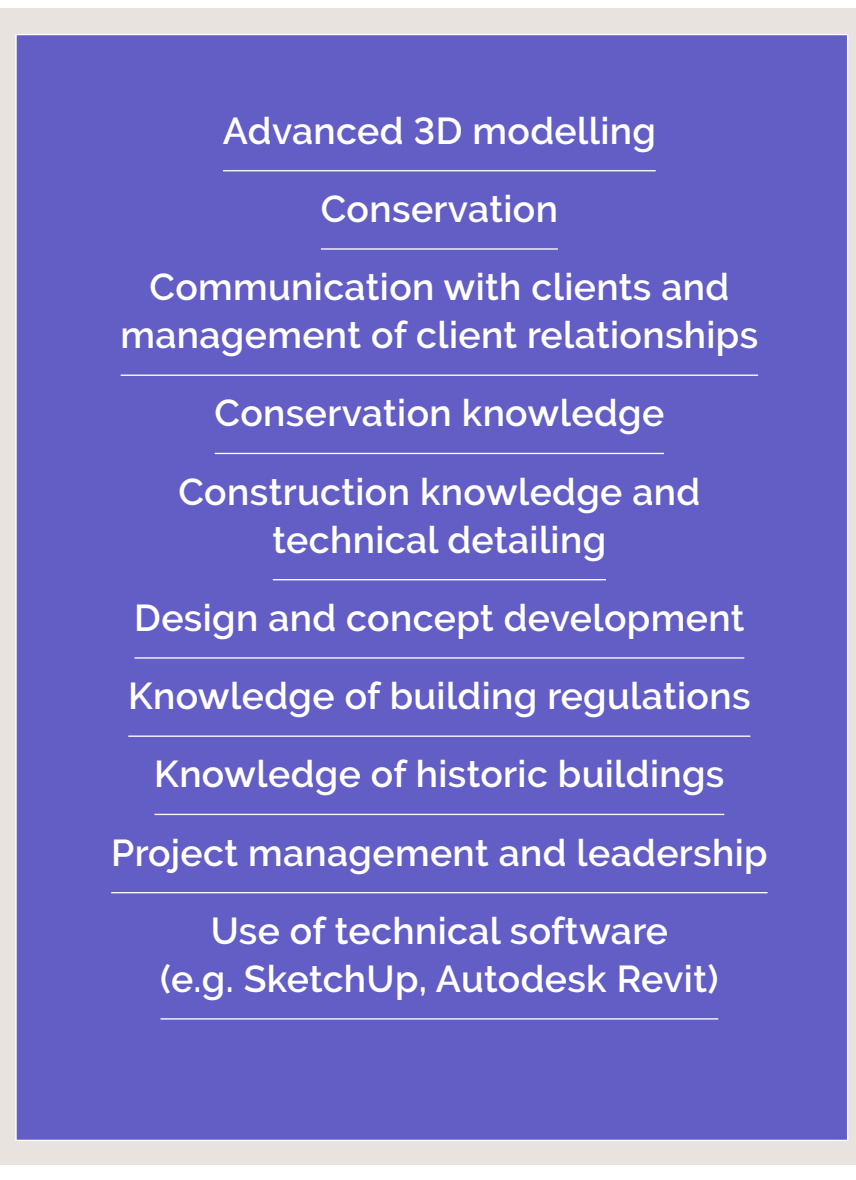 Advanced 3D modelling
Conservation
Communication with clients and
management of client relationships
Conservation knowledge
Construction knowledge and
technical detailing
Design and concept development
Knowledge of building regulations
Knowledge of historic buildings
Project management and leadership
Use of technical software
(e.g. SketchUp, Autodesk Revit)